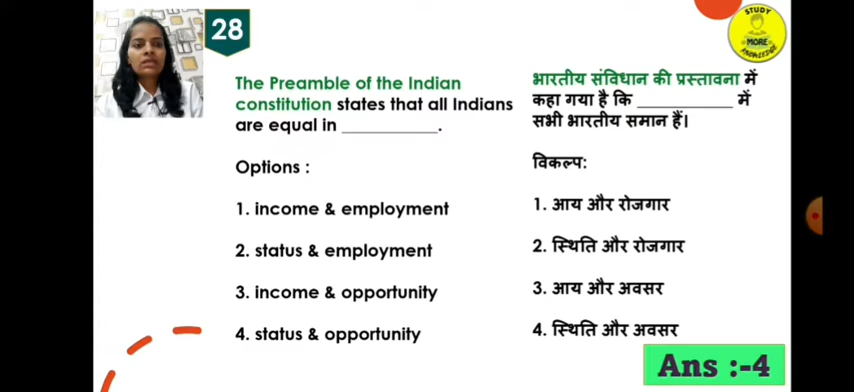 28
STUDY
MORE
KNOWLEDGE
The Preamble of the Indian
constitution states that all Indians
are equal in ___________.
Options :
1. income & employment
2. status & employment
3. income & opportunity
4. status & opportunity
भारतीय संविधान की प्रस्तावना में
कहा गया है कि ___________ में
सभी भारतीय समान हैं।
विकल्प:
1. आय और रोजगार
2. स्थिति और रोजगार
3. आय और अवसर
4. स्थिति और अवसर
Ans :-4